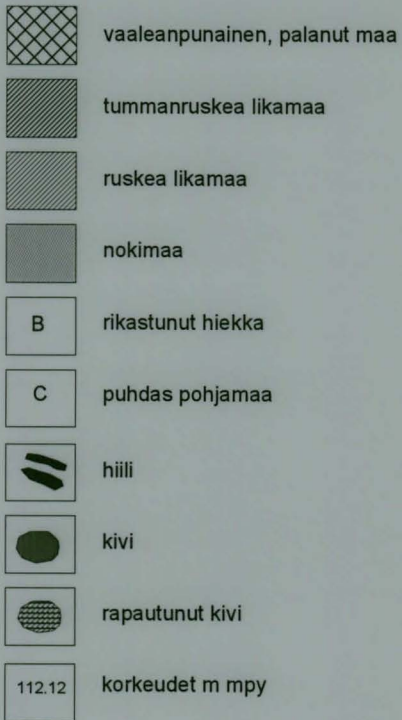 vaaleanpunainen, palanut maa
tummanruskea likamaa
ruskea likamaa
nokimaa
B rikastunut hiekka
C puhdas pohjamaa
hiili
kivi
rapautunut kivi
112.12 korkeudet m mpy